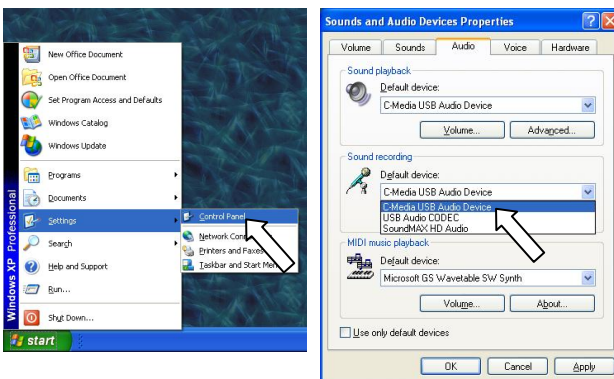 New Office Document
Open Office Document
Set Program Access and Defaults
Windows Catalog
Windows Update
Programs
Documents
Settings
Search
Help and Support
Run...
Shut Down...
Windows XP Professional
Control Panel
Network Con
Printers and Faxes
Taskbar and Start Men
start
Sounds and Audio Devices Properties
Volume Sounds Audio Voice Hardware
Sound playback
Default device:
C-Media USB Audio Device
Volume... Advanced...
Sound recording
Default device:
C-Media USB Audio Device
C-Media USB Audio Device
USB Audio CODEC
SoundMAX HD Audio
MIDI music playback
Default device:
Microsoft GS Wavetable SW Synth
Volume... About...
Use only default devices
OK Cancel Apply